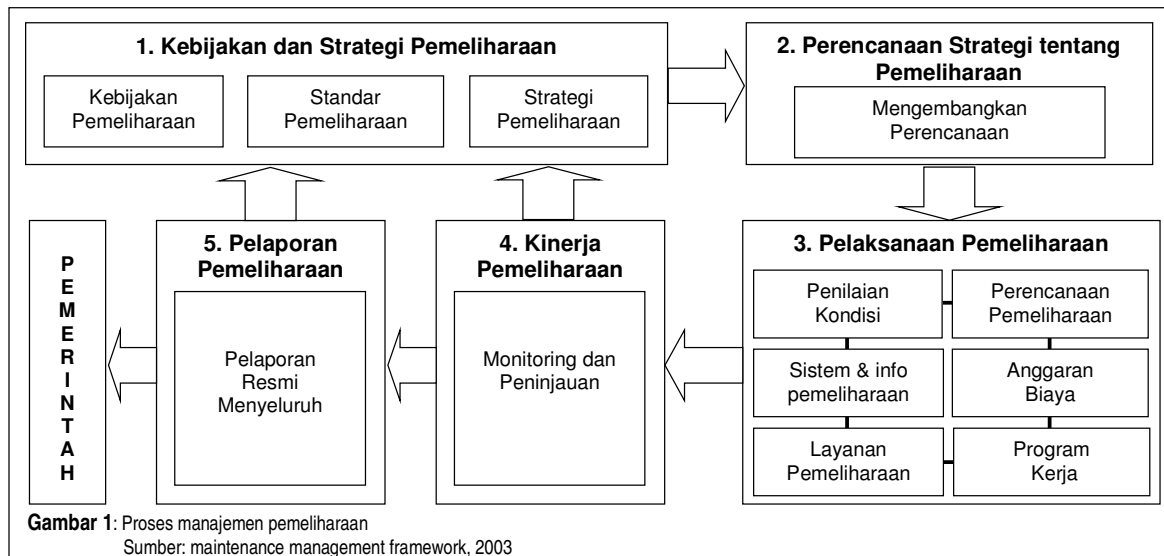 1. Kebijakan dan Strategi Pemeliharaan
Kebijakan
Pemeliharaan
Standar
Pemeliharaan
Strategi
Pemeliharaan
2. Perencanaan Strategi tentang
Pemeliharaan
Mengembangkan
Perencanaan
3. Pelaksanaan Pemeliharaan
Penilaian
Kondisi
Perencanaan
Pemeliharaan
Sistem & info
pemeliharaan
Anggaran
Biaya
Layanan
Pemeliharaan
Program
Kerja
4. Kinerja
Pemeliharaan
Monitoring dan
Peninjauan
5. Pelaporan
Pemeliharaan
Pelaporan
Resmi
Menyeluruh
P
E
M
E
R
I
N
T
A
H
Gambar 1: Proses manajemen pemeliharaan
Sumber: maintenance management framework, 2003